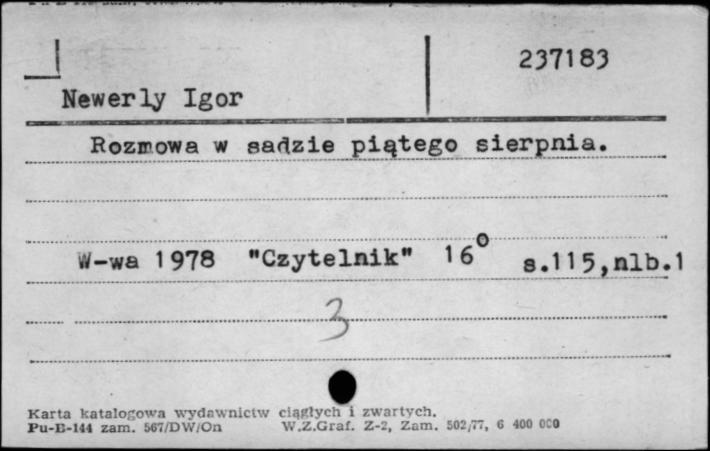 237183
Newerly Igor
Rozmowa w sadzie piątego sierpnia.
W-wa 1978 "Czytelnik" 16° s.115,nlb.1
3
Karta katalogowa wydawnictw ciągłych i zwartych.
Pu-B-144 zam. 567/DW/On W.Z.Graf. Z-2, Zam. 502/77, 6 400 000